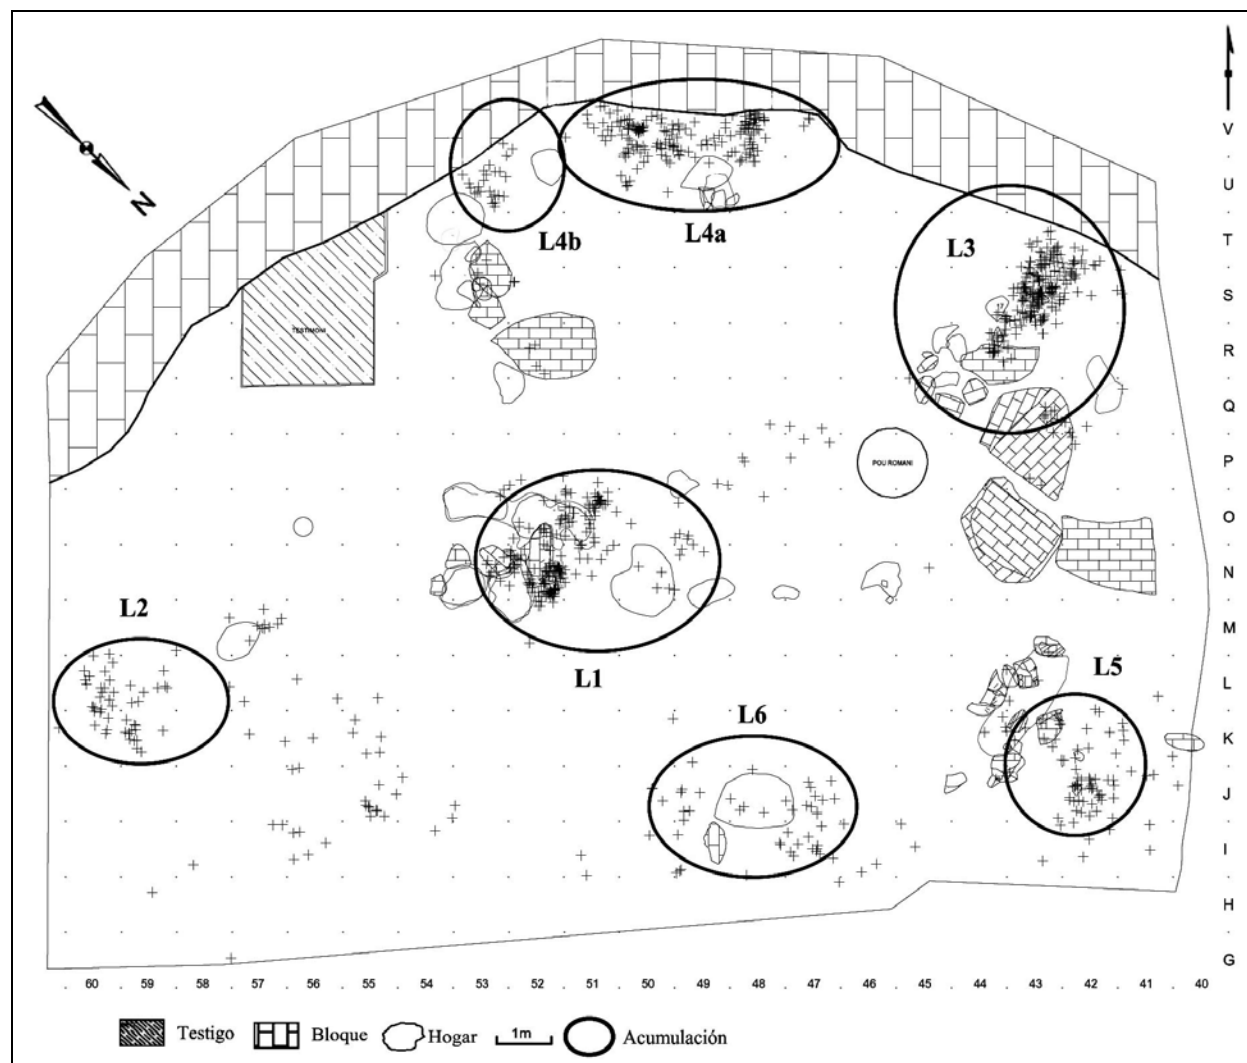 N
V
U
T
S
R
Q
P
O
N
M
L
K
J
I
H
G
L4b
L4a
L3
TESTIMONI
17
POU ROMANI
L2
L1
L5
L6
60 59 58 57 56 55 54 53 52 51 50 49 48 47 46 45 44 43 42 41 40
Testigo Bloque Hogar 1m Acumulación